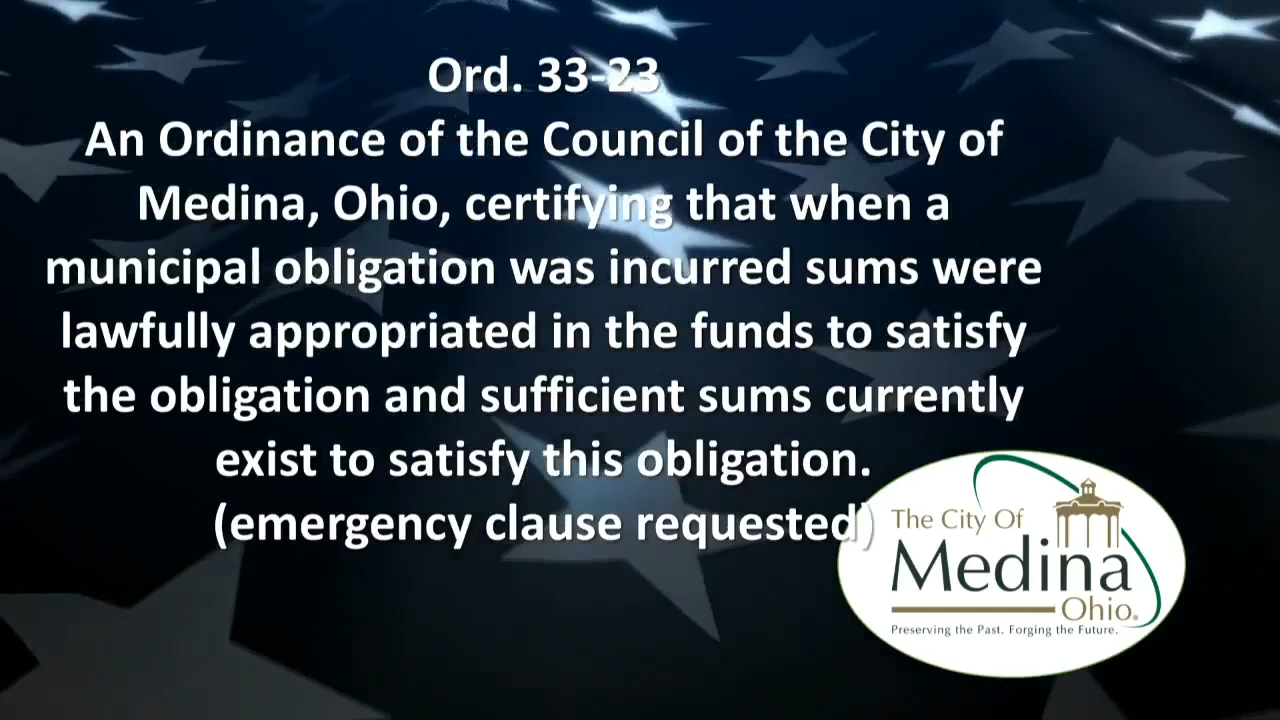 Ord. 33-23
An Ordinance of the Council of the City of
Medina, Ohio, certifying that when a
municipal obligation was incurred sums were
lawfully appropriated in the funds to satisfy
the obligation and sufficient sums currently
exist to satisfy this obligation.
(emergency clause requested)
The City Of
Medina
Ohio®
Preserving the Past. Forging the Future.